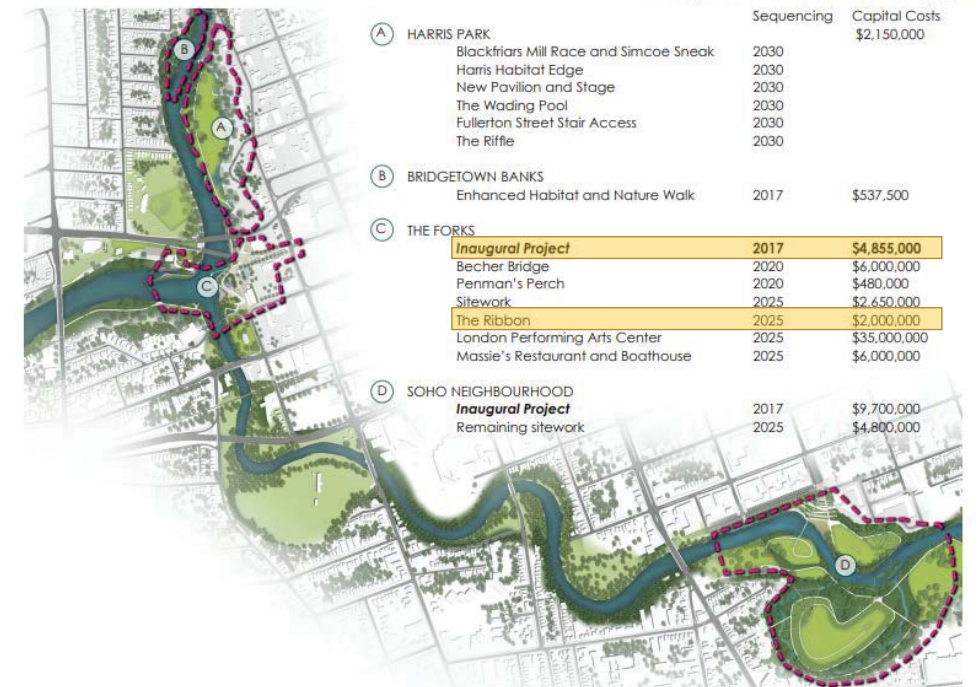 Sequencing Capital Costs
A HARRIS PARK $2,150,000
Blackfriars Mill Race and Simcoe Sneak 2030
Harris Habitat Edge 2030
New Pavilion and Stage 2030
The Wading Pool 2030
Fullerton Street Stair Access 2030
The Riffle 2030
B BRIDGETOWN BANKS
Enhanced Habitat and Nature Walk 2017 $537,500
C THE FORKS
Inaugural Project 2017 $4,855,000
Becher Bridge 2020 $6,000,000
Penman's Perch 2020 $480,000
Sitework 2025 $2,650,000
The Ribbon 2025 $2,000,000
London Performing Arts Center 2025 $35,000,000
Massie's Restaurant and Boathouse 2025 $6,000,000
D SOHO NEIGHBOURHOOD
Inaugural Project 2017 $9,700,000
Remaining sitework 2025 $4,800,000
B
A
C
D